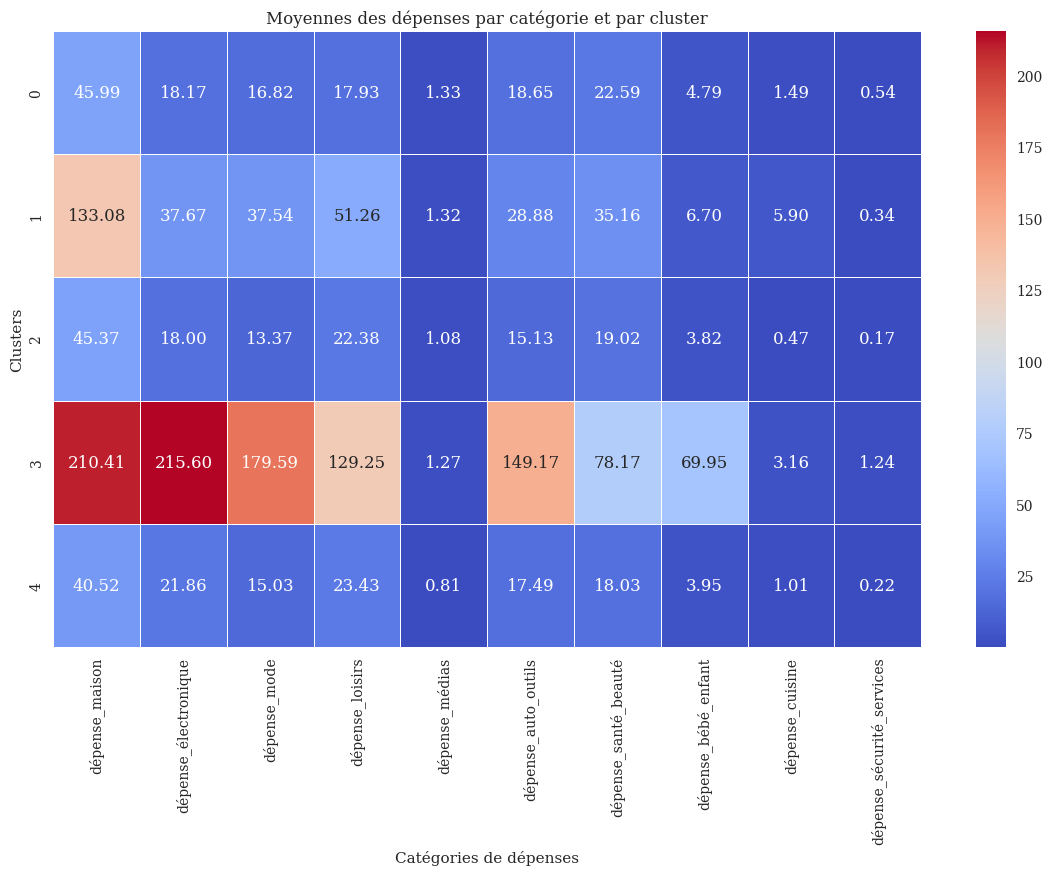 Moyennes des dépenses par catégorie et par cluster
0 45.99 18.17 16.82 17.93 1.33 18.65 22.59 4.79 1.49 0.54
1 133.08 37.67 37.54 51.26 1.32 28.88 35.16 6.70 5.90 0.34
2 45.37 18.00 13.37 22.38 1.08 15.13 19.02 3.82 0.47 0.17
3 210.41 215.60 179.59 129.25 1.27 149.17 78.17 69.95 3.16 1.24
4 40.52 21.86 15.03 23.43 0.81 17.49 18.03 3.95 1.01 0.22
Clusters
dépense_maison
dépense_électronique
dépense_mode
dépense_loisirs
dépense_médias
dépense_auto_outils
dépense_santé_beauté
dépense_bébé_enfant
dépense_cuisine
dépense_sécurité_services
Catégories de dépenses
200
175
150
125
100
75
50
25